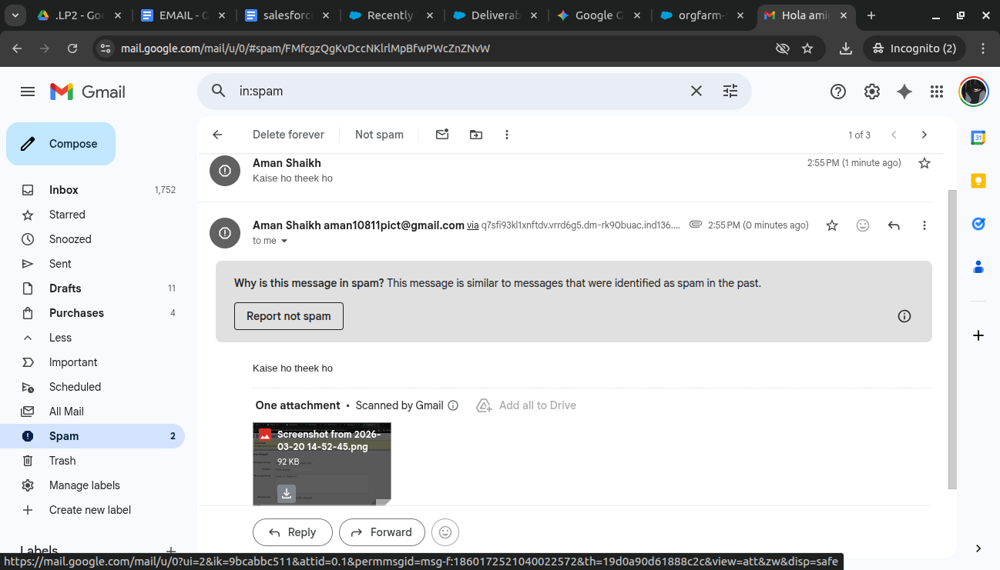 .LP2 - Goo
EMAIL - G
salesforc
Recently
Deliverab
Google G
orgfarm-
Hola ami
mail.google.com/mail/u/0/#spam/FMfcgzQgKvDccNKlrlMpBfwPWcZnZNvW
Incognito (2)
Gmail
in:spam
Compose
Delete forever
Not spam
1 of 3
Inbox 1,752
Starred
Snoozed
Sent
Drafts 11
Purchases 4
Less
Important
Scheduled
All Mail
Spam 2
Trash
Manage labels
Create new label
Labels
Aman Shaikh 2:55 PM (1 minute ago)
Kaise ho theek ho
Aman Shaikh aman10811pict@gmail.com via q7sfi93kl1xnftdv.vrrd6g5.dm-rk90buac.ind136.... 2:55 PM (0 minutes ago)
to me
Why is this message in spam? This message is similar to messages that were identified as spam in the past.
Report not spam
Kaise ho theek ho
One attachment • Scanned by Gmail Add all to Drive
Screenshot from 2026-
03-20 14-52-45.png
92 KB
Reply
Forward
31
https://mail.google.com/mail/u/0?ui=2&ik=9bcabbc511&attid=0.1&permmsgid=msg-f:1860172521040022572&th=19d0a90d61888c2c&view=att&zw&disp=safe